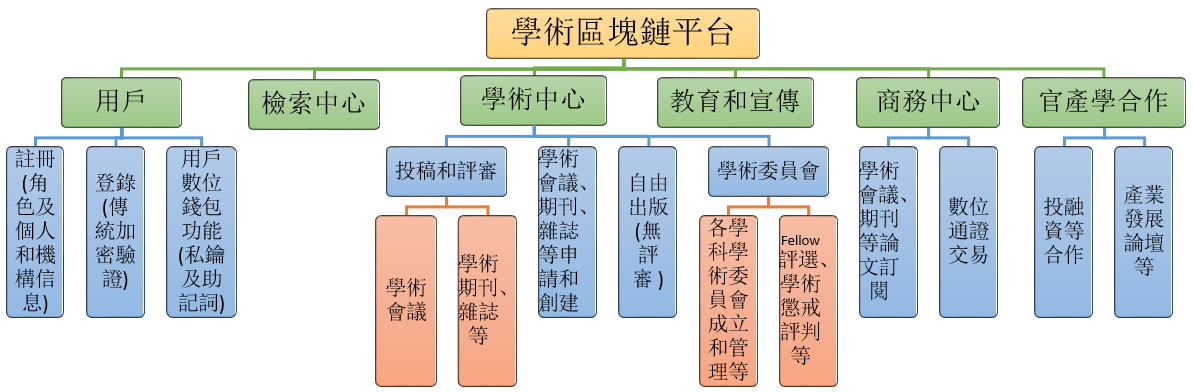 學術區塊鏈平台
用戶
檢索中心
學術中心
教育和宣傳
商務中心
官產學合作
註冊
(角
色及
個人
和機
構信
息)
登錄
(傳
統加
密驗
證)
用戶
數位
錢包
功能
(私鑰
及助
記詞)
投稿和評審
學術
會議、
期刊、
雜誌
等申
請和
創建
自由
出版
(無
評
審 )
學術委員會
學術
會議、
期刊
等論
文訂
閱
數位
通證
交易
投融
資等
合作
產業
發展
論壇
等
學術
會議
學術
期刊、
雜誌
等
各學
科學
術委
員會
成立
和管
理等
Fellow
評選、
學術
懲戒
評判
等